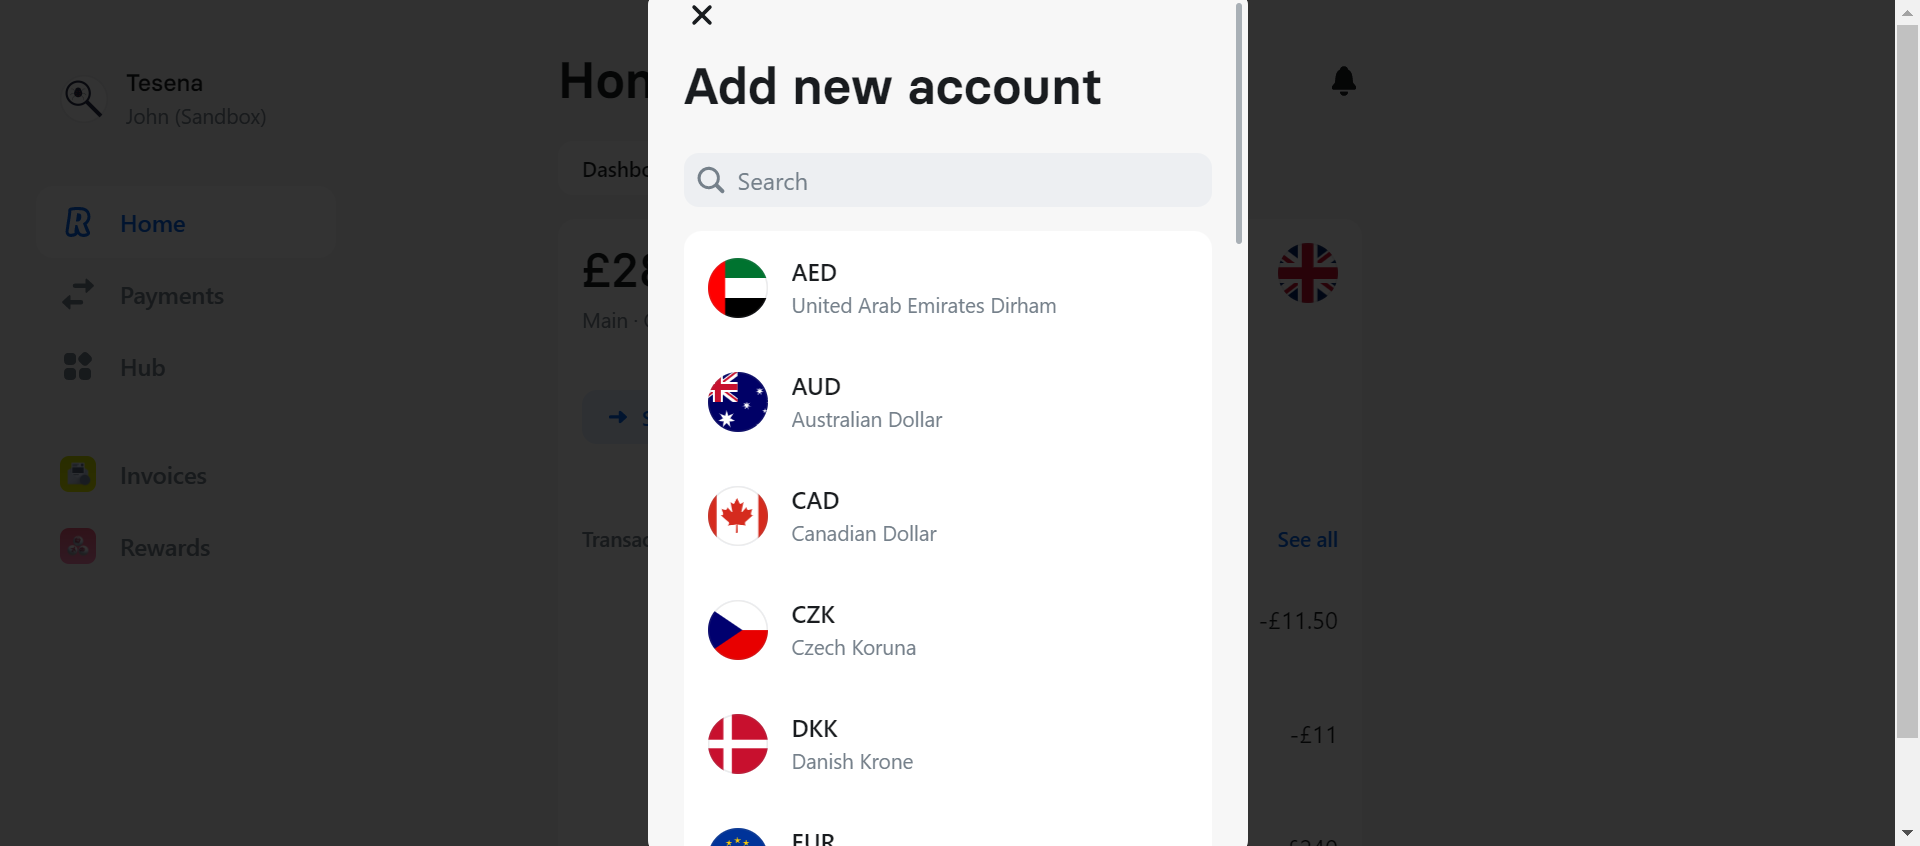 Tesena
John (Sandbox)
Home
Payments
Hub
Invoices
Rewards
Dashbo
£28
Main ·
Transac
See all
-£11.50
-£11
Add new account
Search
AED
United Arab Emirates Dirham
AUD
Australian Dollar
CAD
Canadian Dollar
CZK
Czech Koruna
DKK
Danish Krone
EUR